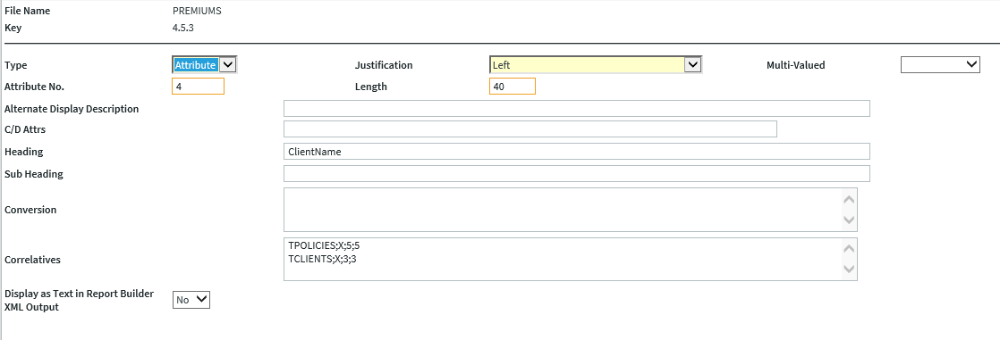 File Name PREMIUMS
Key 4.5.3
Type Attribute Justification Left Multi-Valued
Attribute No. 4 Length 40
Alternate Display Description
C/D Attrs
Heading ClientName
Sub Heading
Conversion
TPOLICIES;X;5;5
Correlatives TCLIENTS;X;3;3
Display as Text in Report Builder
XML Output No